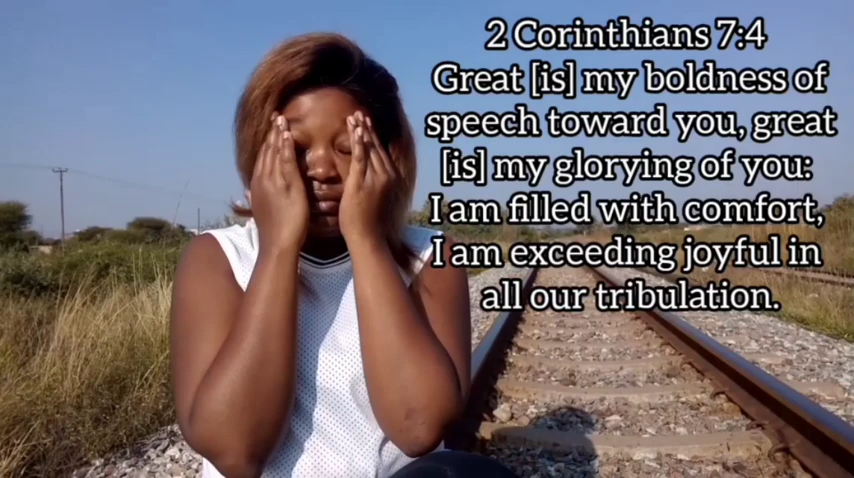 2 Corinthians 7:4
Great [is] my boldness of
speech toward you, great
[is] my glorying of you:
I am filled with comfort,
I am exceeding joyful in
all our tribulation.